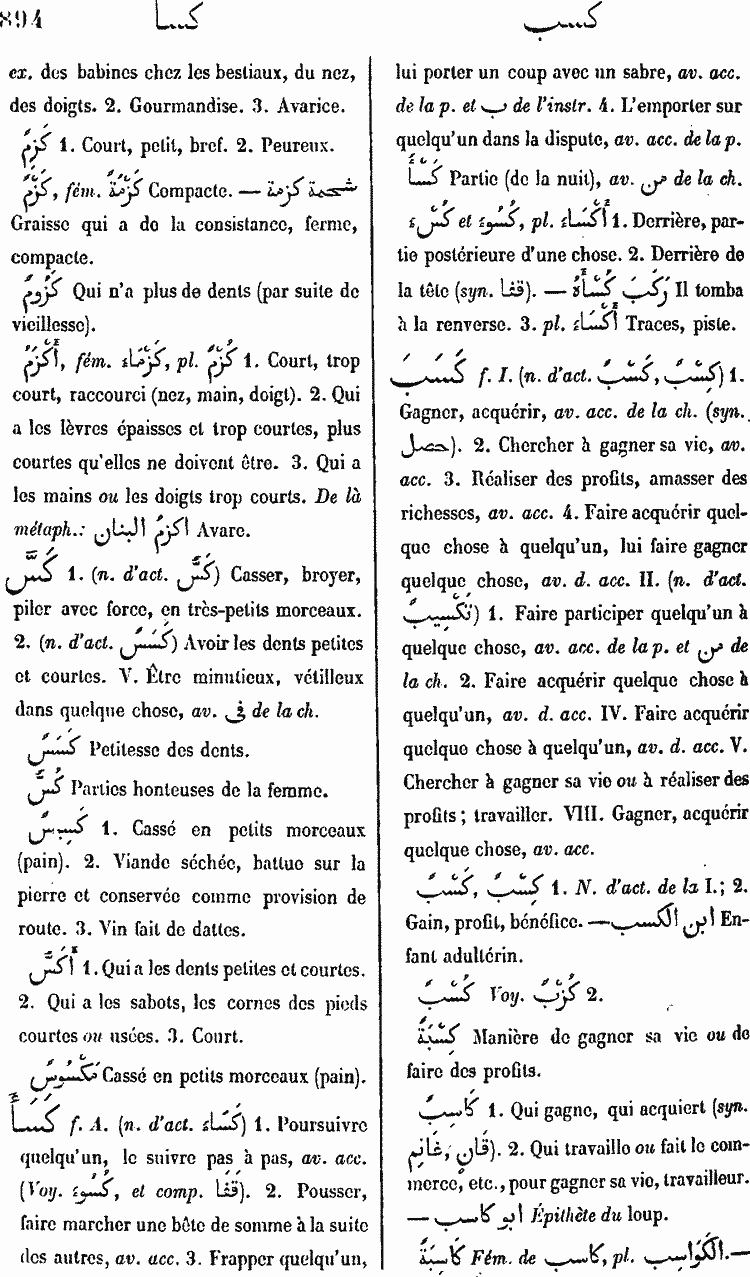 894
كسأ
كسب
ex. des babines chez les bestiaux, du nez,
des doigts. 2. Gourmandise. 3. Avarice.
كَزِمٌ 1. Court, petit, bref. 2. Peureux.
كَزِمٌ, fém. كَزِمَةٌ Compacte. — شحمة كزمة
Graisse qui a de la consistance, ferme,
compacte.
كَزُومٌ Qui n'a plus de dents (par suite de
vieillesse).
أَكْزَمُ, fém. كَزْمَاءُ, pl. كُزْمٌ 1. Court, trop
court, raccourci (nez, main, doigt). 2. Qui
a les lèvres épaisses et trop courtes, plus
courtes qu'elles ne doivent être. 3. Qui a
les mains ou les doigts trop courts. De là
métaph.: اكزمُ البنان Avare.
كَسَّ 1. (n. d'act. كَسٌّ) Casser, broyer,
piler avec force, en très-petits morceaux.
2. (n. d'act. كَسَسٌ) Avoir les dents petites
et courtes. V. Être minutieux, vétilleux
dans quelque chose, av. فى de la ch.
كَسَسٌ Petitesse des dents.
كُسٌّ Parties honteuses de la femme.
كَسِيسٌ 1. Cassé en petits morceaux
(pain). 2. Viande séchée, battue sur la
pierre et conservée comme provision de
route. 3. Vin fait de dattes.
أَكَسُّ 1. Qui a les dents petites et courtes.
2. Qui a les sabots, les cornes des pieds
courtes ou usées. 3. Court.
مَكْسُوسٌ Cassé en petits morceaux (pain).
كَسَأَ f. A. (n. d'act. كَسْاءٌ) 1. Poursuivre
quelqu'un, le suivre pas à pas, av. acc.
(Voy. كُسُوءٌ, et comp. قَفَا). 2. Pousser,
faire marcher une bête de somme à la suite
des autres, av. acc. 3. Frapper quelqu'un,
lui porter un coup avec un sabre, av. acc.
de la p. et ب de l'instr. 4. L'emporter sur
quelqu'un dans la dispute, av. acc. de la p.
كَسْأٌ Partie (de la nuit), av. من de la ch.
كُسْءٌ et كُسُوءٌ, pl. أَكْسَاءٌ 1. Derrière, par-
tie postérieure d'une chose. 2. Derrière de
la tête (syn. قفا). — رَكِبَ كُسْأَهُ Il tomba
à la renverse. 3. pl. أَكْسَاءٌ Traces, piste.
كَسَبَ f. I. (n. d'act. كَسْبٌ, كِسْبٌ) 1.
Gagner, acquérir, av. acc. de la ch. (syn.
حصل). 2. Chercher à gagner sa vie, av.
acc. 3. Réaliser des profits, amasser des
richesses, av. acc. 4. Faire acquérir quel-
que chose à quelqu'un, lui faire gagner
quelque chose, av. d. acc. II. (n. d'act.
تَكْسِيبٌ) 1. Faire participer quelqu'un à
quelque chose, av. acc. de la p. et من de
la ch. 2. Faire acquérir quelque chose à
quelqu'un, av. d. acc. IV. Faire acquérir
quelque chose à quelqu'un, av. d. acc. V.
Chercher à gagner sa vie ou à réaliser des
profits; travailler. VIII. Gagner, acquérir
quelque chose, av. acc.
كَسْبٌ, كِسْبٌ 1. N. d'act. de la I.; 2.
Gain, profit, bénéfice. — ابن الكسب En-
fant adultérin.
كُسْبٌ Voy. كُزْبٌ 2.
كِسْبَةٌ Manière de gagner sa vie ou de
faire des profits.
كَاسِبٌ 1. Qui gagne, qui acquiert (syn.
قَانٍ, غَانِم). 2. Qui travaille ou fait le com-
merce, etc., pour gagner sa vie, travailleur.
— ابو كاسب Épithète du loup.
كَاسِبَةٌ Fém. de كاسب, pl. الكَوَاسِب. —